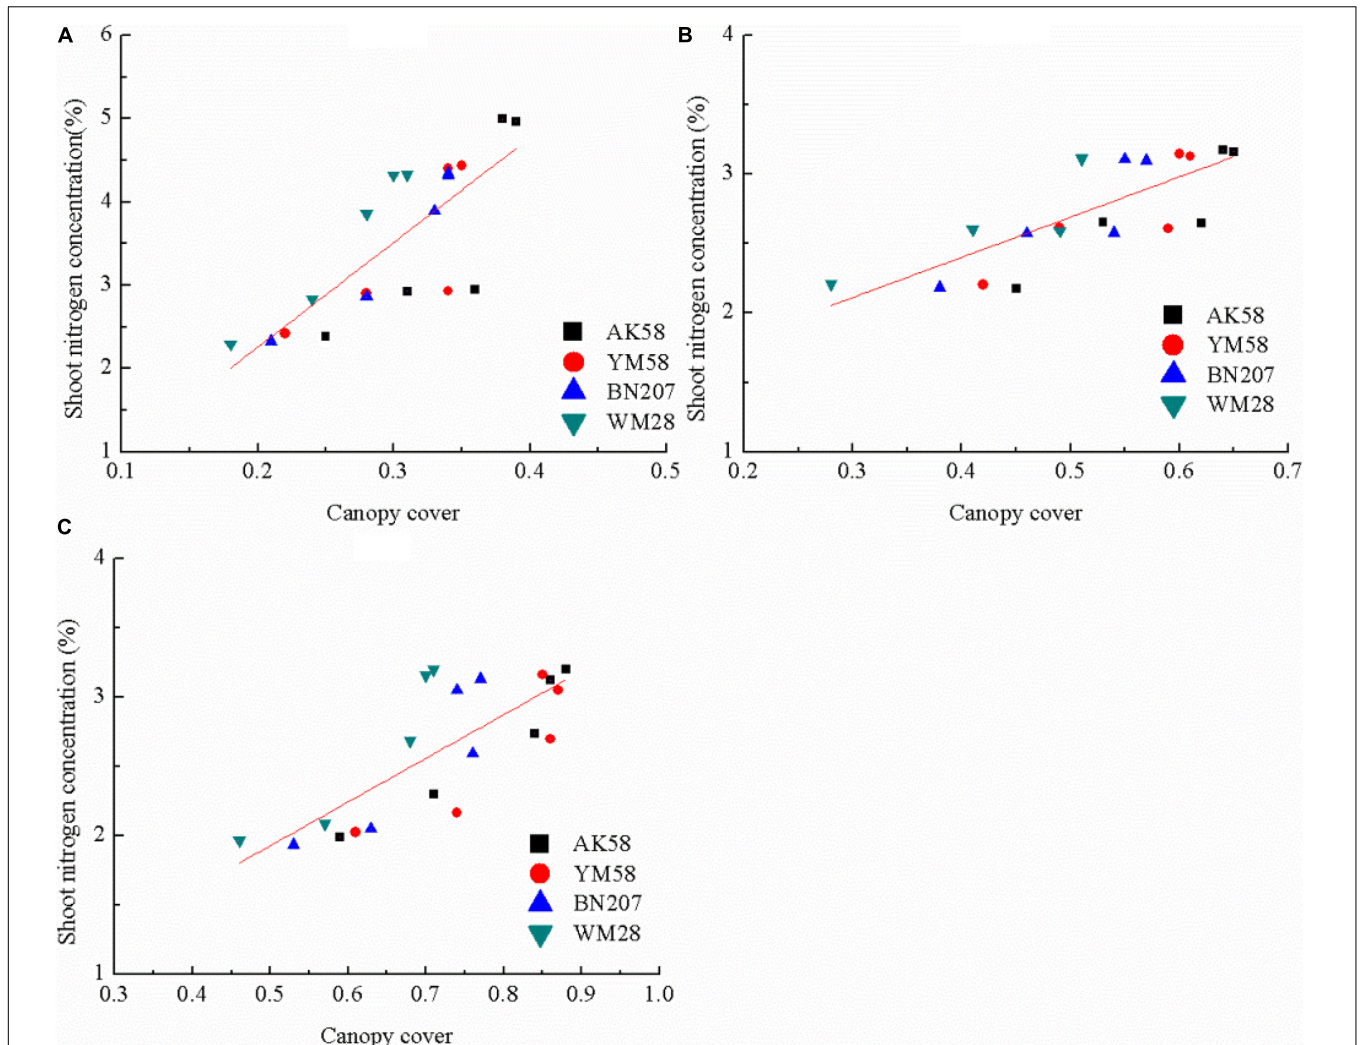 A
6
5
4
3
2
1
Shoot nitrogen concentration(%)
0.1 0.2 0.3 0.4 0.5
Canopy cover
AK58
YM58
BN207
WM28
B
4
3
2
1
Shoot nitrogen concentration (%)
0.2 0.3 0.4 0.5 0.6 0.7
Canopy cover
AK58
YM58
BN207
WM28
C
4
3
2
1
Shoot nitrogen concentration (%)
0.3 0.4 0.5 0.6 0.7 0.8 0.9 1.0
Canopy cover
AK58
YM58
BN207
WM28